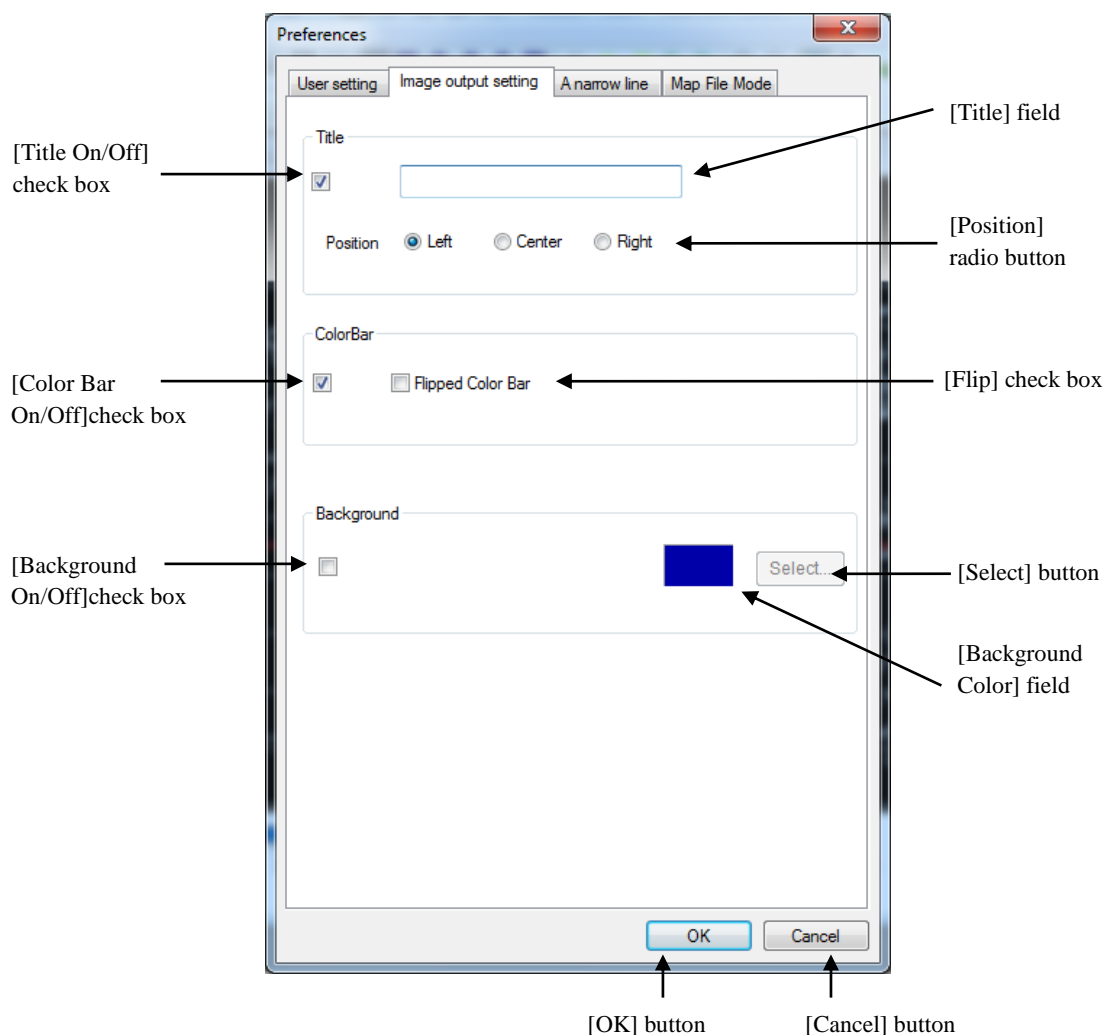 Preferences
User setting
Image output setting
A narrow line
Map File Mode
[Title] field
Title
[Title On/Off]
check box
Position
Left
Center
Right
[Position]
radio button
ColorBar
[Color Bar
On/Off]check box
Flipped Color Bar
[Flip] check box
Background
[Background
On/Off]check box
Select...
[Select] button
[Background
Color] field
OK
Cancel
[OK] button
[Cancel] button